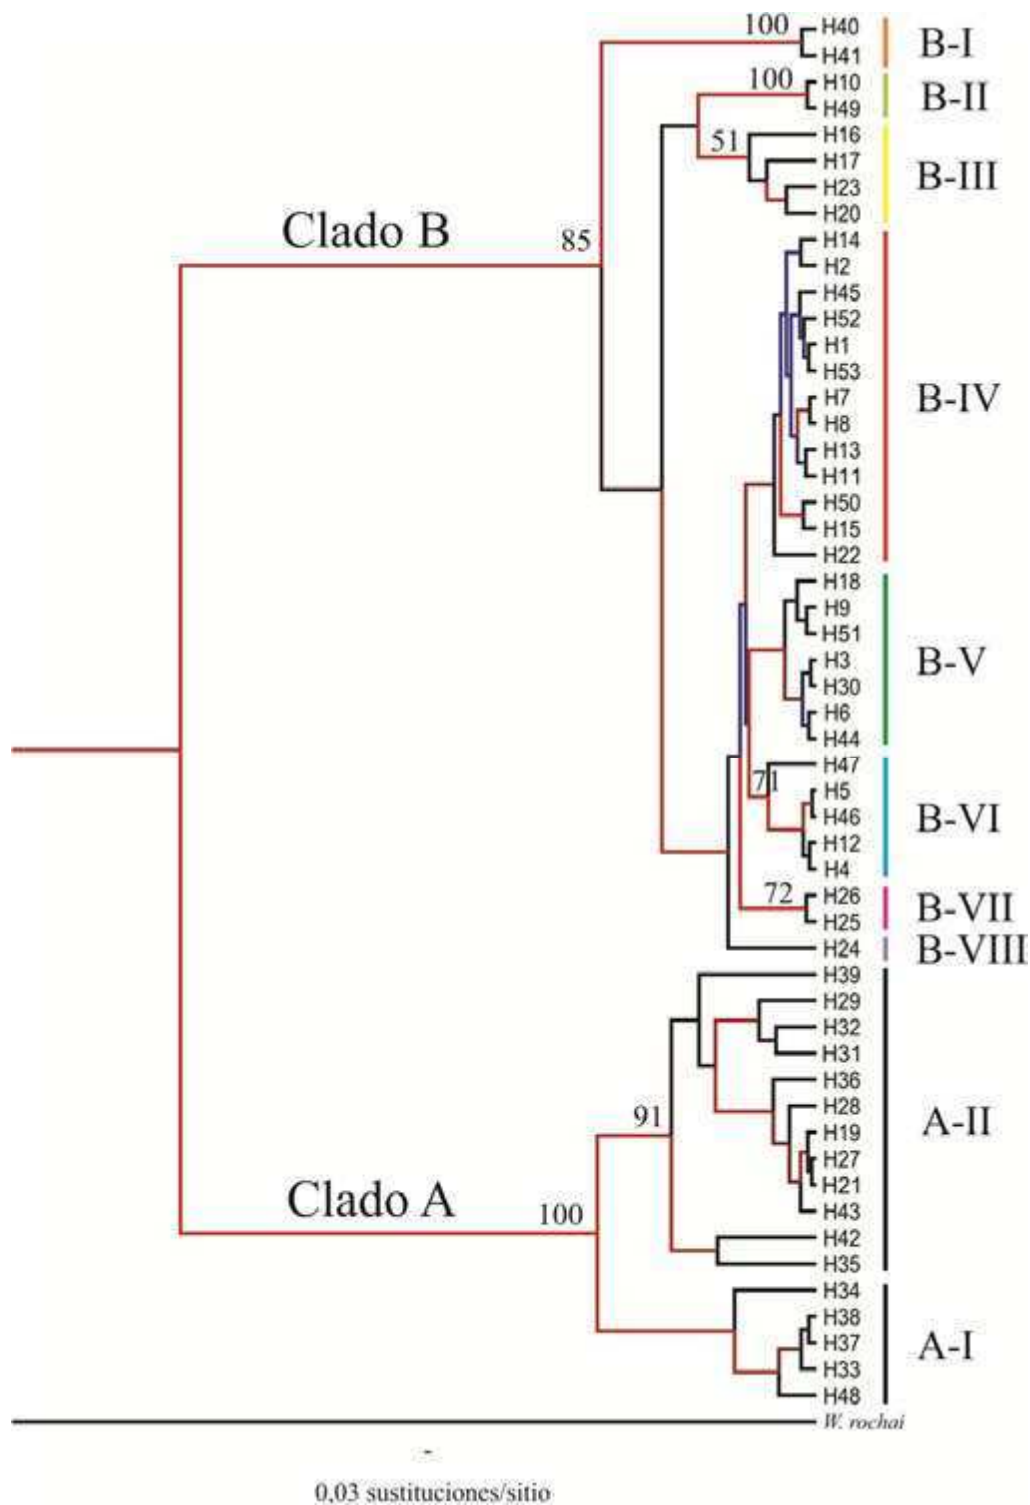 100
H40
H41
B-I
100
H10
H49
B-II
51
H16
H17
H23
H20
B-III
Clado B
85
H14
H2
H45
H52
H1
H53
H7
H8
H13
H11
H50
H15
H22
B-IV
H18
H9
H51
H3
H30
H6
H44
B-V
71
H47
H5
H46
H12
H4
B-VI
72
H26
H25
B-VII
H24
B-VIII
H39
H29
H32
H31
H36
H28
H19
H27
H21
H43
H42
H35
A-II
91
Clado A
100
H34
H38
H37
H33
H48
A-I
W. rochai
-
0,03 sustituciones/sitio